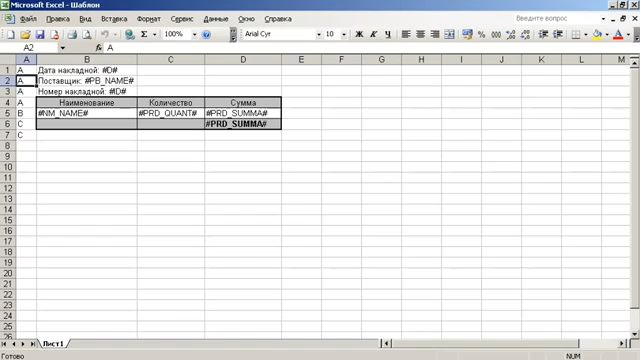 Microsoft Excel - Шаблон
Файл Правка Вид Вставка Формат Сервис Данные Окно Справка
Введите вопрос
100%
Arial Cyr 10 Ж К Ч
A2 A
A B C D E F G H I J K L M
1 A Дата накладной: #D#
2 A Поставщик: #PB_NAME#
3 A Номер накладной: #ID#
4 A Наименование Количество Сумма
5 B #NM_NAME# #PRD_QUANT# #PRD_SUMMA#
6 C #PRD_SUMMA#
7 C
8
9
10
11
12
13
14
15
16
17
18
19
20
21
22
23
24
25
26
Лист1
Готово NUM